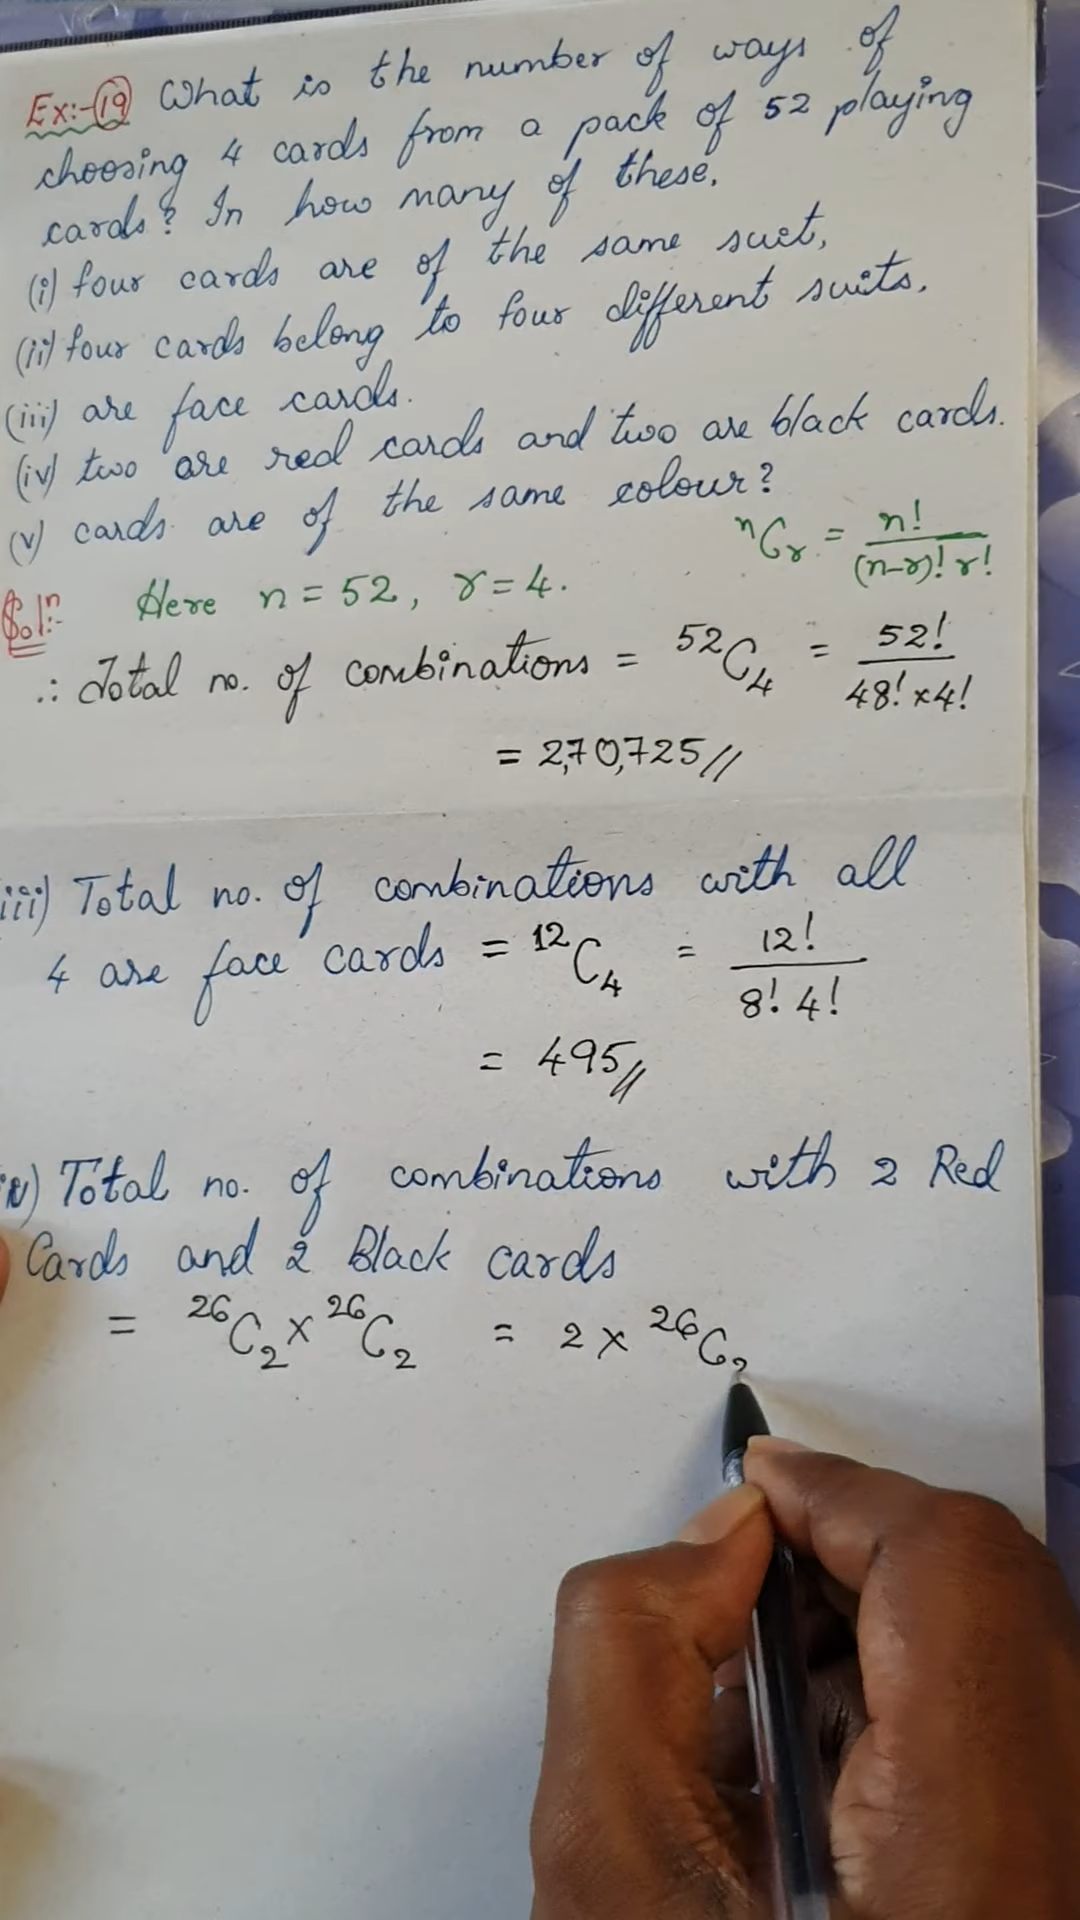 Ex:-(19) What is the number of ways of
choosing 4 cards from a pack of 52 playing
cards? In how many of these,
(i) four cards are of the same suet,
(ii) four cards belong to four different suits,
(iii) are face cards.
(iv) two are red cards and two are black cards.
(v) cards are of the same colour?
ⁿCᵣ = n!/(n-r)! r!
Solⁿ:- Here n = 52, r = 4.
∴ Total no. of combinations = ⁵²C₄ = 52!/48! × 4!
= 2,70,725//
iii) Total no. of combinations with all
4 are face cards = ¹²C₄ = 12!/8! 4!
= 495//
iv) Total no. of combinations with 2 Red
Cards and 2 Black cards
= ²⁶C₂ × ²⁶C₂ = 2 × ²⁶C₂